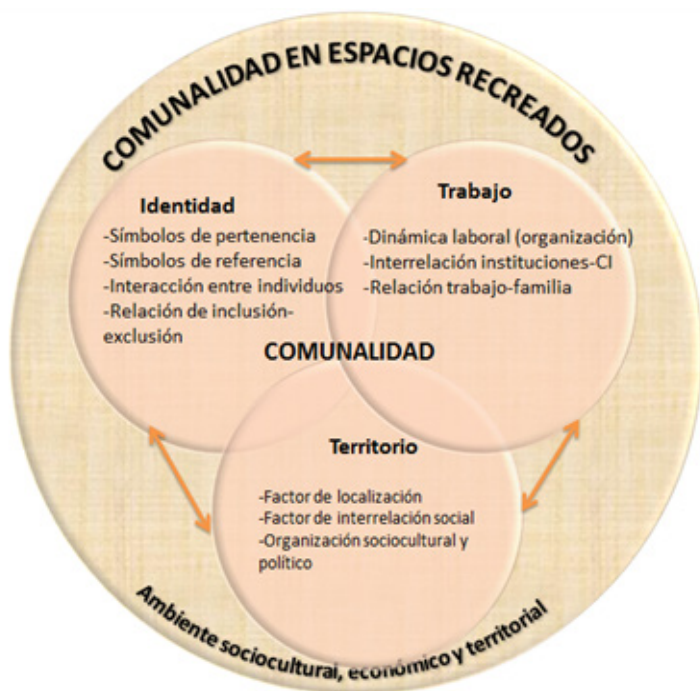 COMUNALIDAD EN ESPACIOS RECREADOS
Identidad
-Símbolos de pertenencia
-Símbolos de referencia
-Interacción entre individuos
-Relación de inclusión-
exclusión
Trabajo
-Dinámica laboral (organización)
-Interrelación instituciones-CI
-Relación trabajo-familia
COMUNALIDAD
Territorio
-Factor de localización
-Factor de interrelación social
-Organización sociocultural y
político
Ambiente sociocultural, económico y territorial